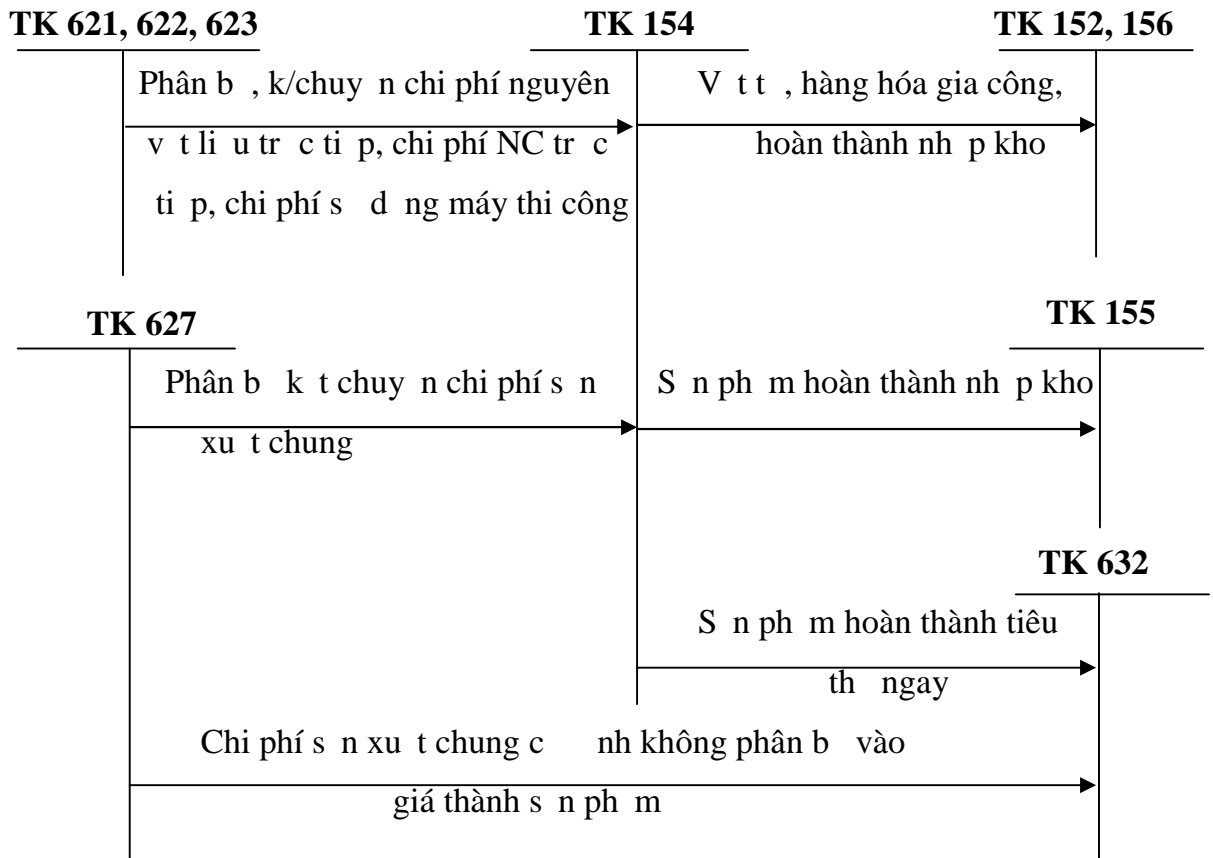 TK 621, 622, 623
TK 154
TK 152, 156
Phân b , k/chuy n chi phí nguyên
v t li u tr c ti p, chi phí NC tr c
ti p, chi phí s d ng máy thi công
V t t , hàng hóa gia công,
hoàn thành nh p kho
TK 627
TK 155
Phân b k t chuy n chi phí s n
xu t chung
S n ph m hoàn thành nh p kho
TK 632
S n ph m hoàn thành tiêu
th ngay
Chi phí s n xu t chung c nh không phân b vào
giá thành s n ph m